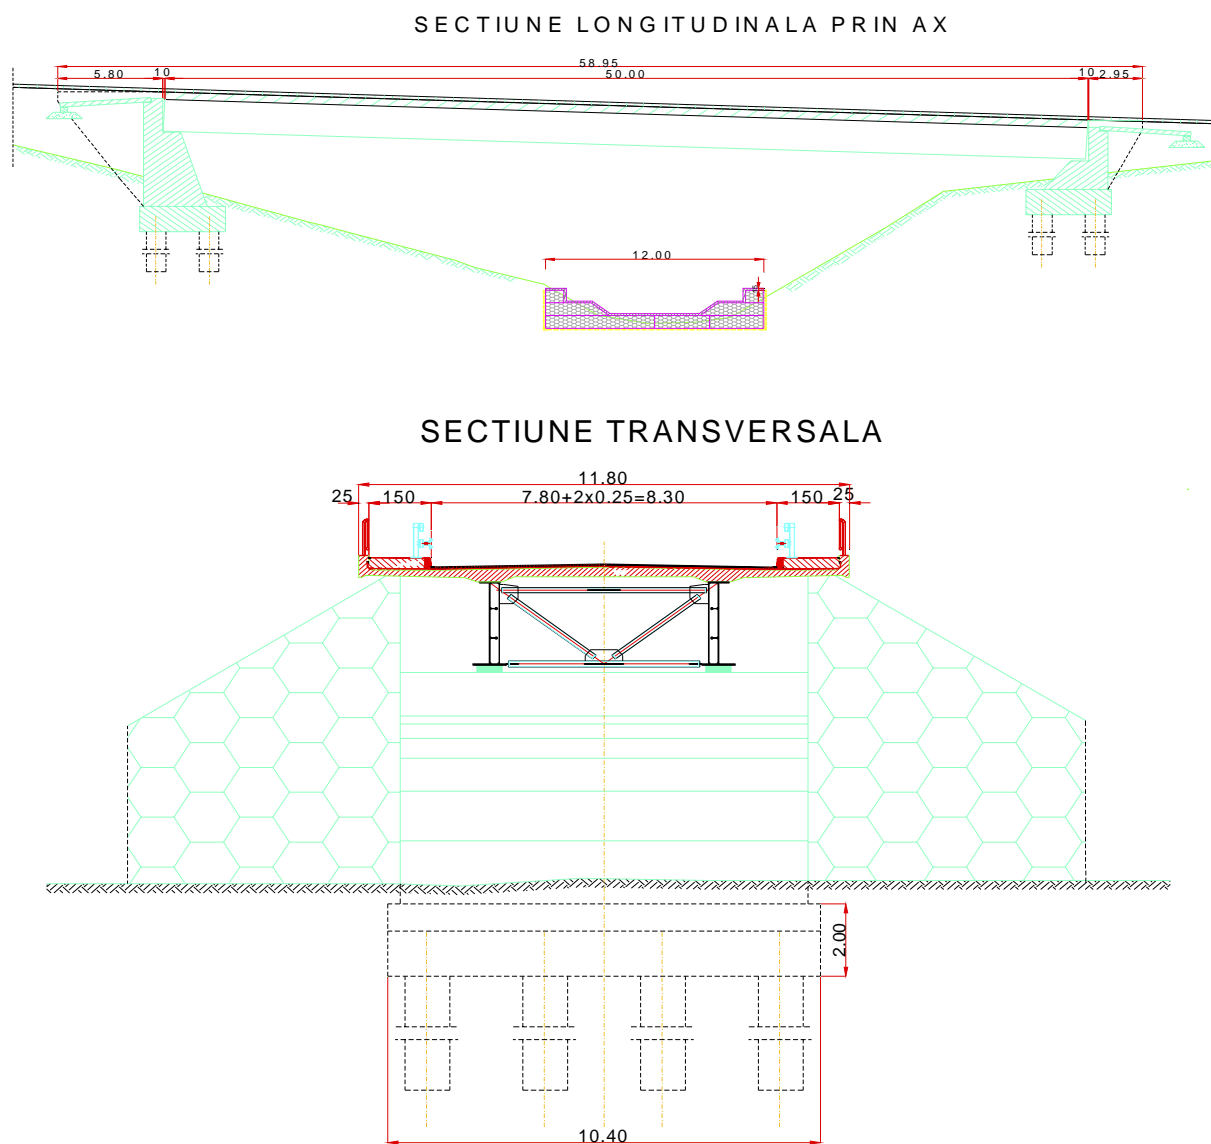 SECTIUNE LONGITUDINALA PRIN AX
58.95
5.80 10 50.00 10 2.95
12.00
SECTIUNE TRANSVERSALA
11.80
25 150 7.80+2x0.25=8.30 150 25
2.00
10.40